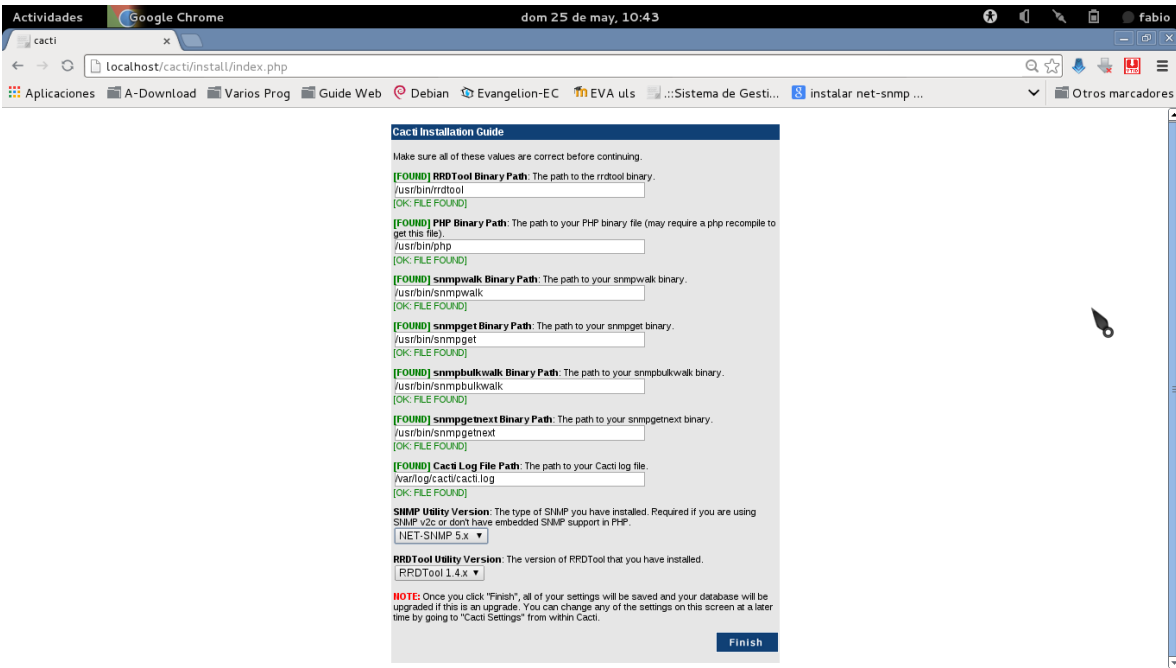 Actividades
Google Chrome
dom 25 de may, 10:43
fabio
cacti
localhost/cacti/install/index.php
Aplicaciones
A-Download
Varios Prog
Guide Web
Debian
Evangelion-EC
EVA uls
.::Sistema de Gesti...
instalar net-snmp ...
Otros marcadores
Cacti Installation Guide
Make sure all of these values are correct before continuing.
[FOUND] RRDTool Binary Path: The path to the rrdtool binary.
/usr/bin/rrdtool
[OK: FILE FOUND]
[FOUND] PHP Binary Path: The path to your PHP binary file (may require a php recompile to
get this file).
/usr/bin/php
[OK: FILE FOUND]
[FOUND] snmpwalk Binary Path: The path to your snmpwalk binary.
/usr/bin/snmpwalk
[OK: FILE FOUND]
[FOUND] snmpget Binary Path: The path to your snmpget binary.
/usr/bin/snmpget
[OK: FILE FOUND]
[FOUND] snmpbulkwalk Binary Path: The path to your snmpbulkwalk binary.
/usr/bin/snmpbulkwalk
[OK: FILE FOUND]
[FOUND] snmpgetnext Binary Path: The path to your snmpgetnext binary.
/usr/bin/snmpgetnext
[OK: FILE FOUND]
[FOUND] Cacti Log File Path: The path to your Cacti log file.
/var/log/cacti/cacti.log
[OK: FILE FOUND]
SNMP Utility Version: The type of SNMP you have installed. Required if you are using
SNMP v2c or don't have embedded SNMP support in PHP.
NET-SNMP 5.x
RRDTool Utility Version: The version of RRDTool that you have installed.
RRDTool 1.4.x
NOTE: Once you click "Finish", all of your settings will be saved and your database will be
upgraded if this is an upgrade. You can change any of the settings on this screen at a later
time by going to "Cacti Settings" from within Cacti.
Finish